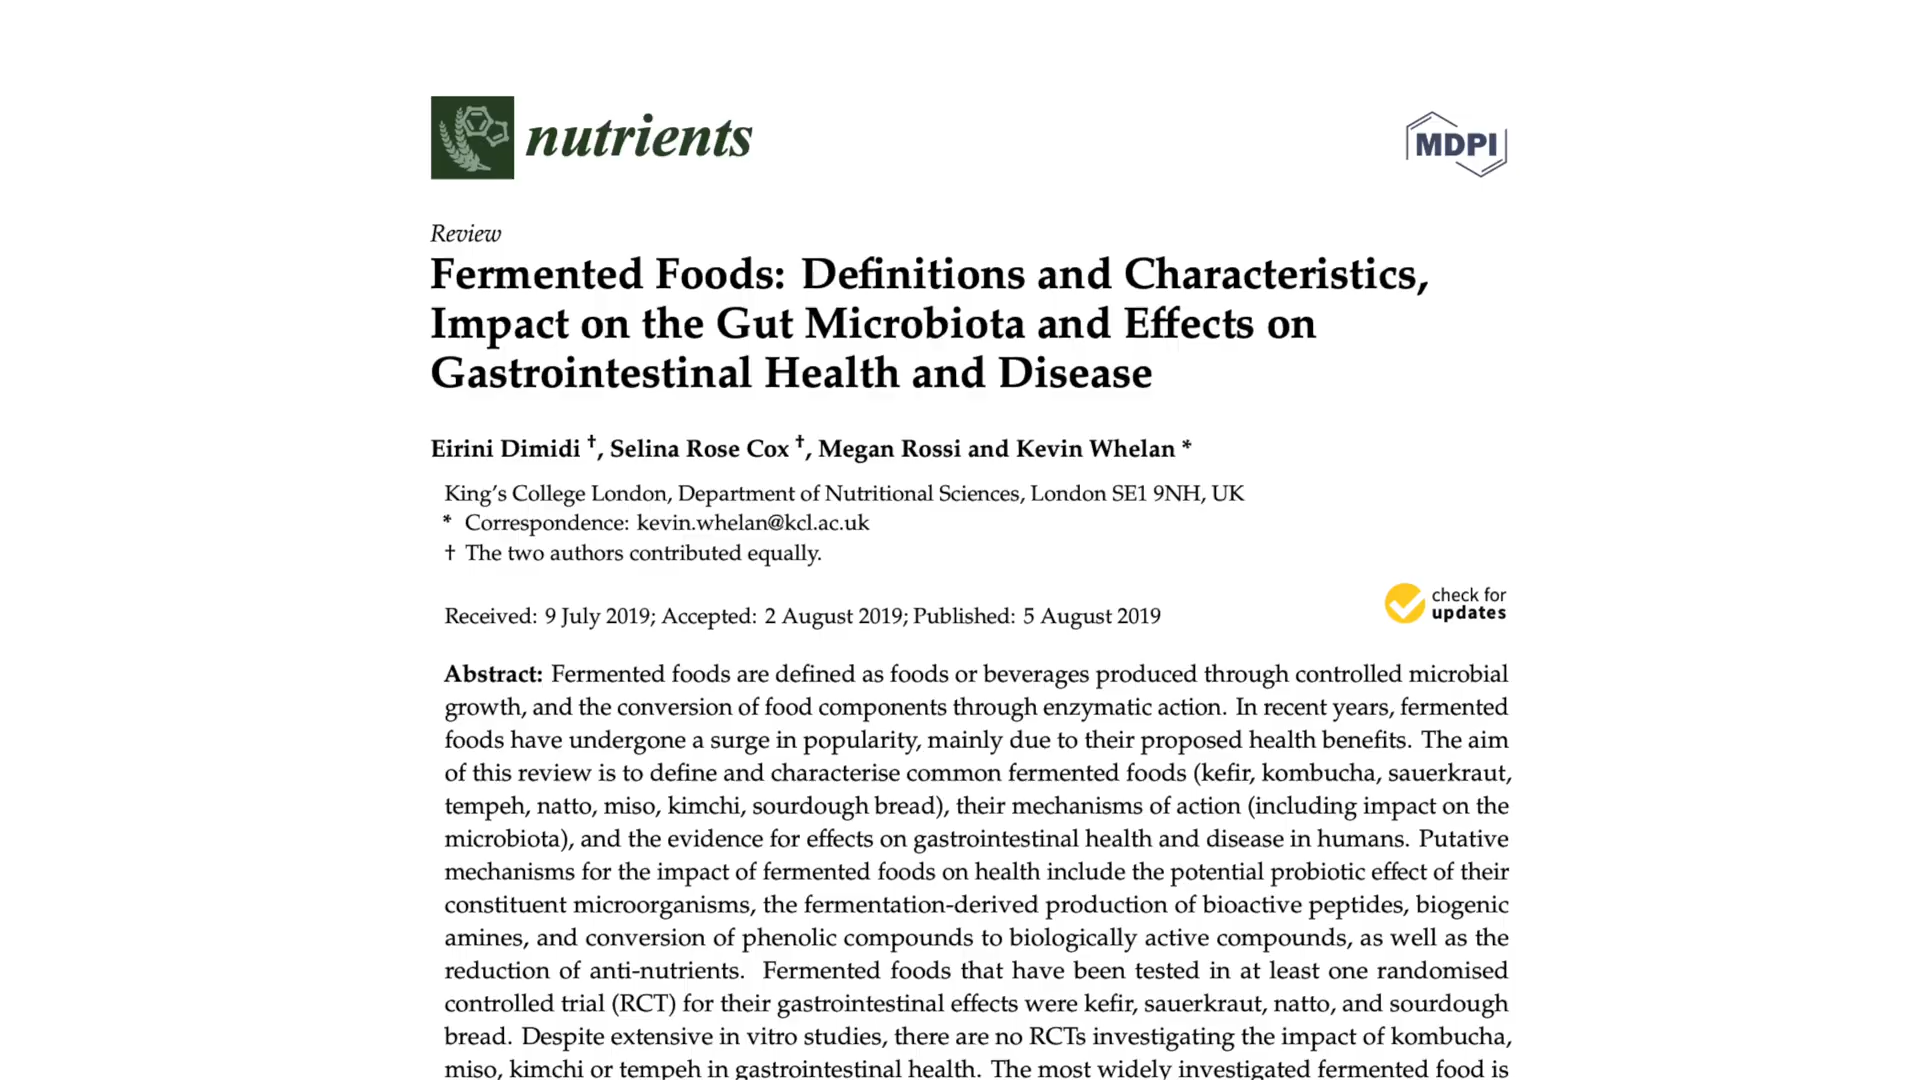 nutrients
MDPI
Review
Fermented Foods: Definitions and Characteristics,
Impact on the Gut Microbiota and Effects on
Gastrointestinal Health and Disease
Eirini Dimidi †, Selina Rose Cox †, Megan Rossi and Kevin Whelan *
King's College London, Department of Nutritional Sciences, London SE1 9NH, UK
* Correspondence: kevin.whelan@kcl.ac.uk
† The two authors contributed equally.
check for
updates
Received: 9 July 2019; Accepted: 2 August 2019; Published: 5 August 2019
Abstract: Fermented foods are defined as foods or beverages produced through controlled microbial
growth, and the conversion of food components through enzymatic action. In recent years, fermented
foods have undergone a surge in popularity, mainly due to their proposed health benefits. The aim
of this review is to define and characterise common fermented foods (kefir, kombucha, sauerkraut,
tempeh, natto, miso, kimchi, sourdough bread), their mechanisms of action (including impact on the
microbiota), and the evidence for effects on gastrointestinal health and disease in humans. Putative
mechanisms for the impact of fermented foods on health include the potential probiotic effect of their
constituent microorganisms, the fermentation-derived production of bioactive peptides, biogenic
amines, and conversion of phenolic compounds to biologically active compounds, as well as the
reduction of anti-nutrients. Fermented foods that have been tested in at least one randomised
controlled trial (RCT) for their gastrointestinal effects were kefir, sauerkraut, natto, and sourdough
bread. Despite extensive in vitro studies, there are no RCTs investigating the impact of kombucha,
miso, kimchi or tempeh in gastrointestinal health. The most widely investigated fermented food is